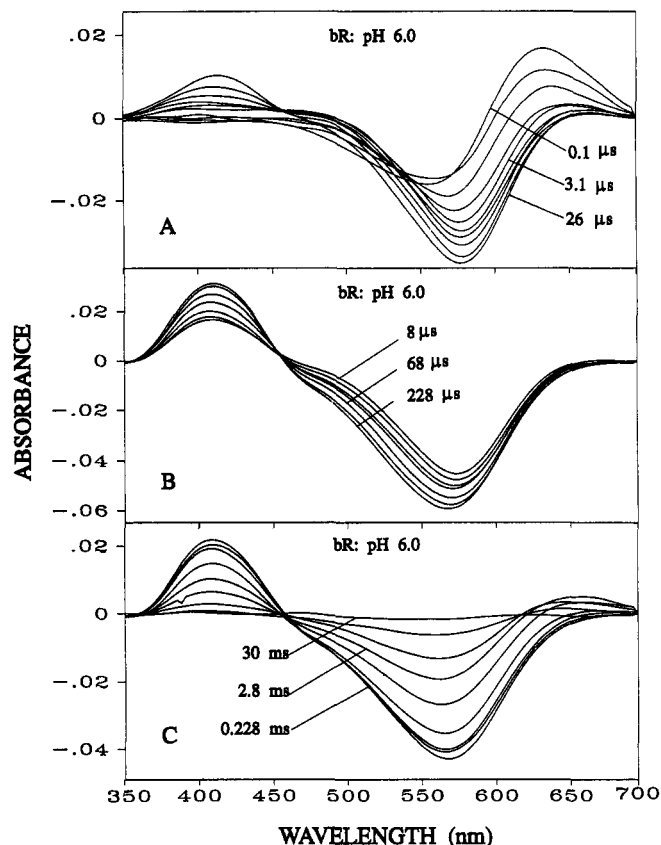 .02
bR: pH 6.0
0
0.1 μs
3.1 μs
-.02
26 μs
A
bR: pH 6.0
.02
8 μs
0
68 μs
-.02
228 μs
-.04
B
-.06
ABSORBANCE
bR: pH 6.0
.02
0
30 ms
-.02
2.8 ms
0.228 ms
-.04
C
350 400 450 500 550 600 650 700
WAVELENGTH (nm)